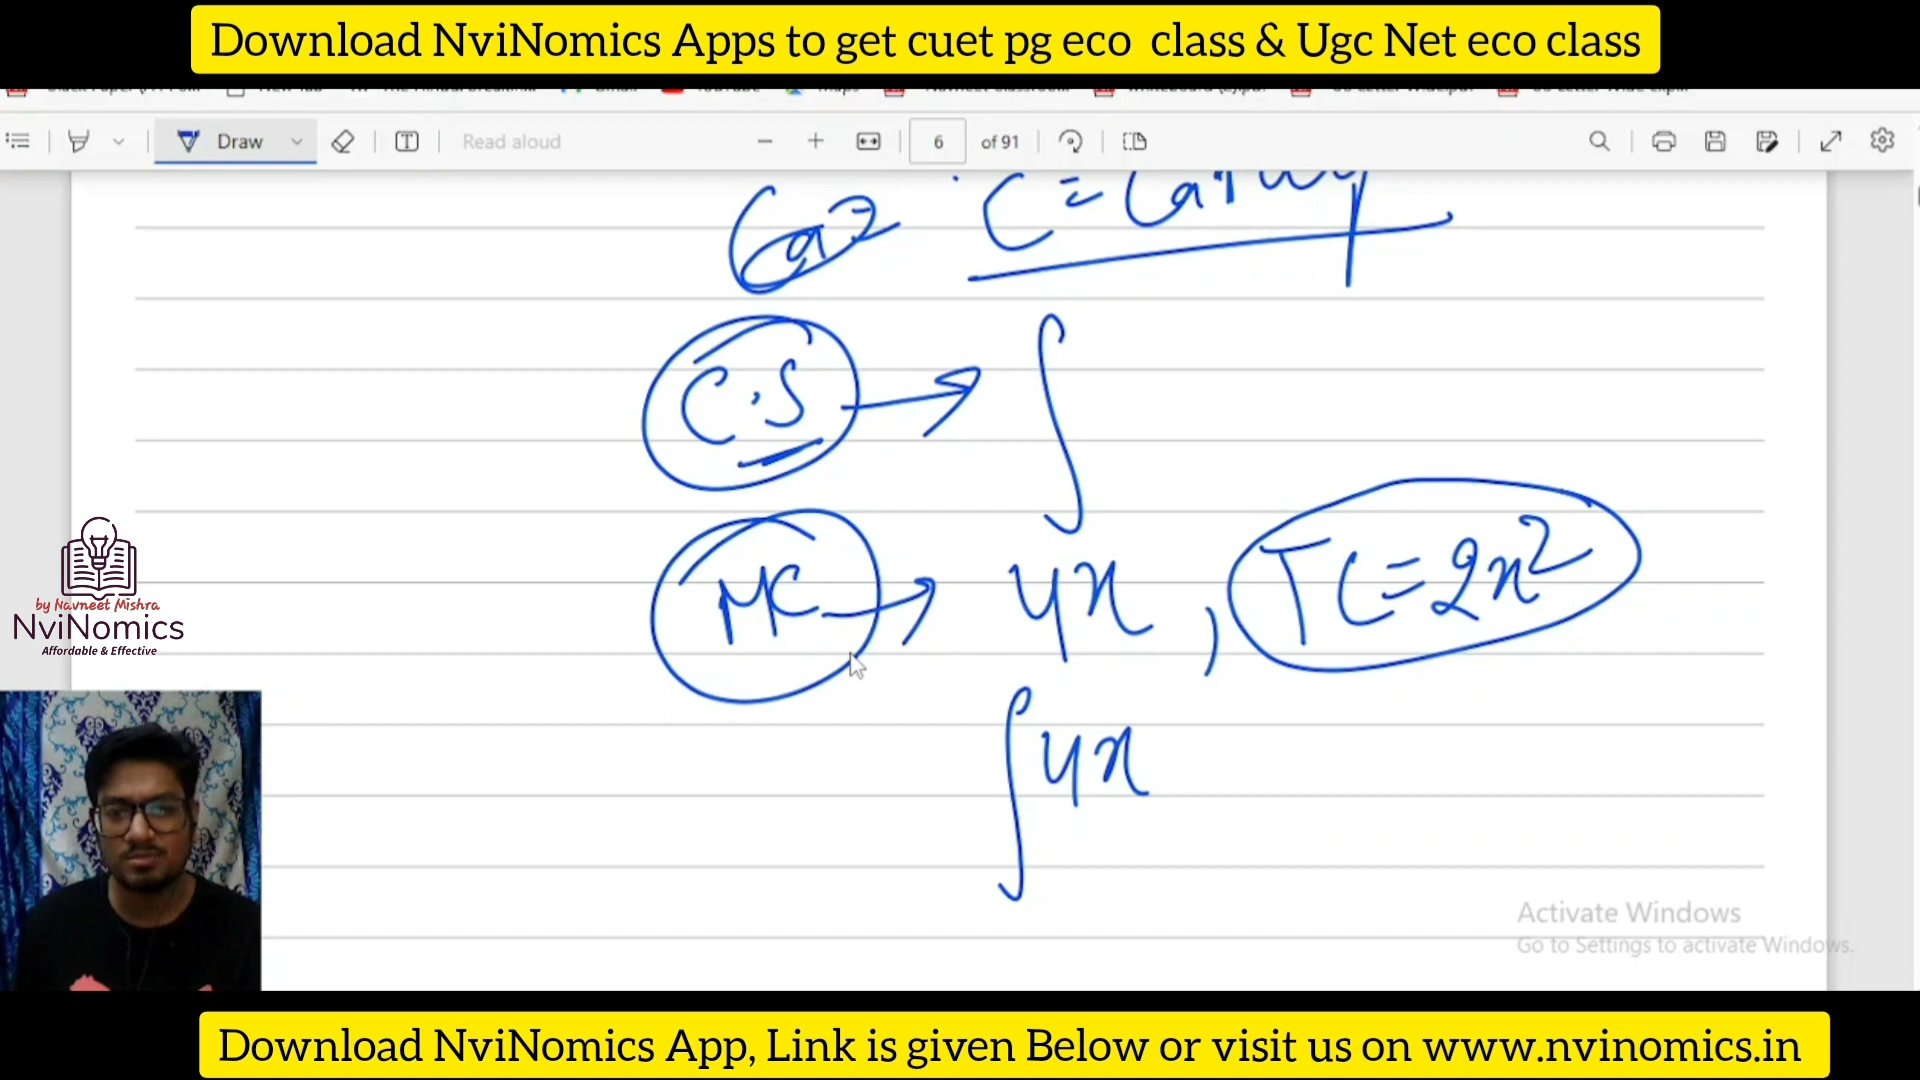 Download NviNomics Apps to get cuet pg eco class & Ugc Net eco class
Draw
Read aloud
6 of 91
C.S →∫
MC → 4x , TC=2x²
∫4x
by Navneet Mishra
NviNomics
Affordable & Effective
Activate Windows
Go to Settings to activate Windows.
Download NviNomics App, Link is given Below or visit us on www.nvinomics.in